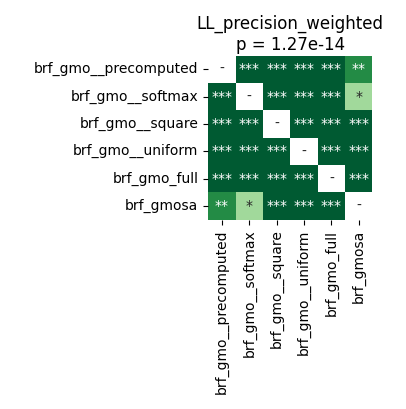 LL_precision_weighted
p = 1.27e-14
brf_gmo__precomputed - *** *** *** *** **
brf_gmo__softmax *** - *** *** *** *
brf_gmo__square *** *** - *** *** ***
brf_gmo__uniform *** *** *** - *** ***
brf_gmo_full *** *** *** *** - ***
brf_gmosa ** * *** *** *** -
brf_gmo__precomputed
brf_gmo__softmax
brf_gmo__square
brf_gmo__uniform
brf_gmo_full
brf_gmosa